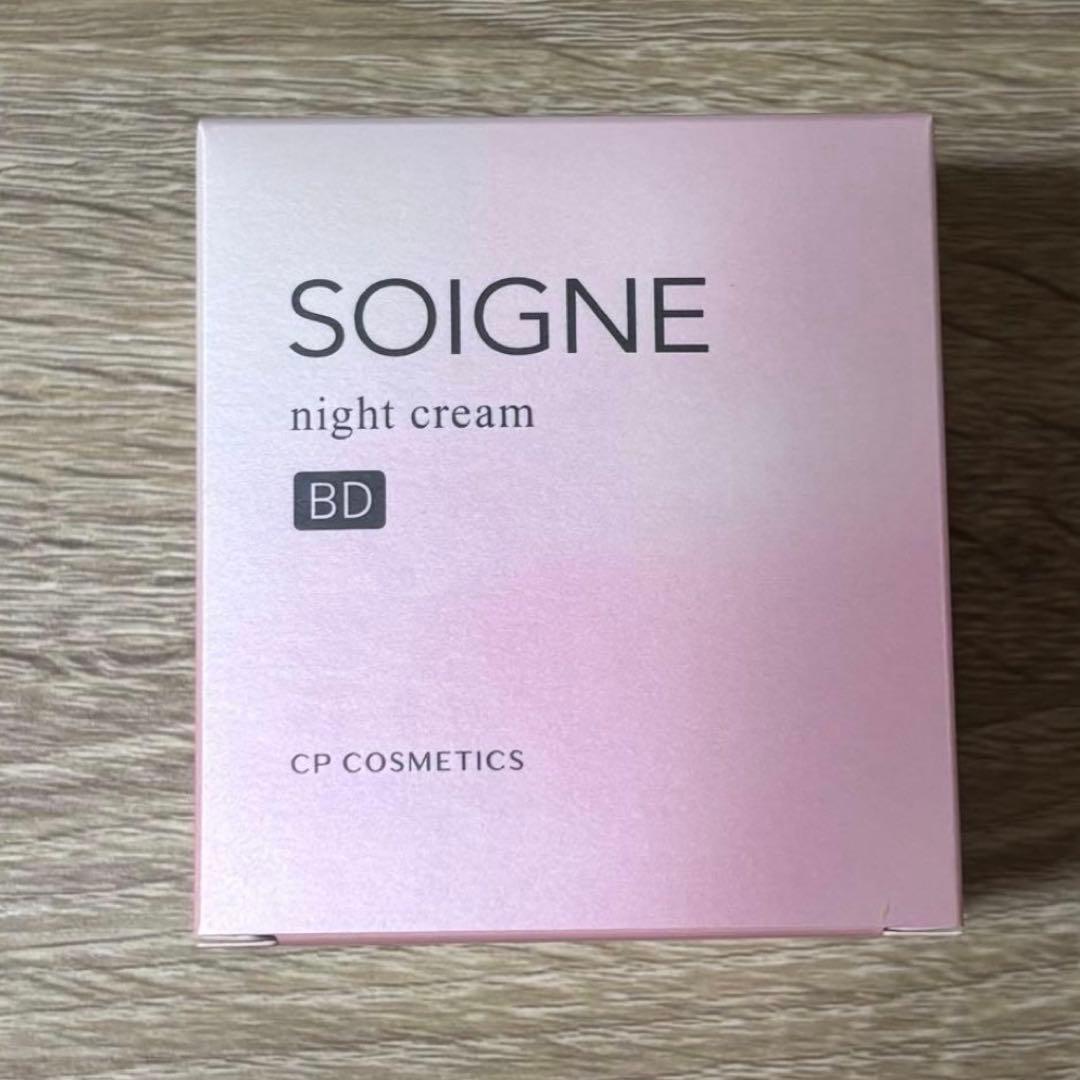 SOIGNE
night cream
BD
CP COSMETICS